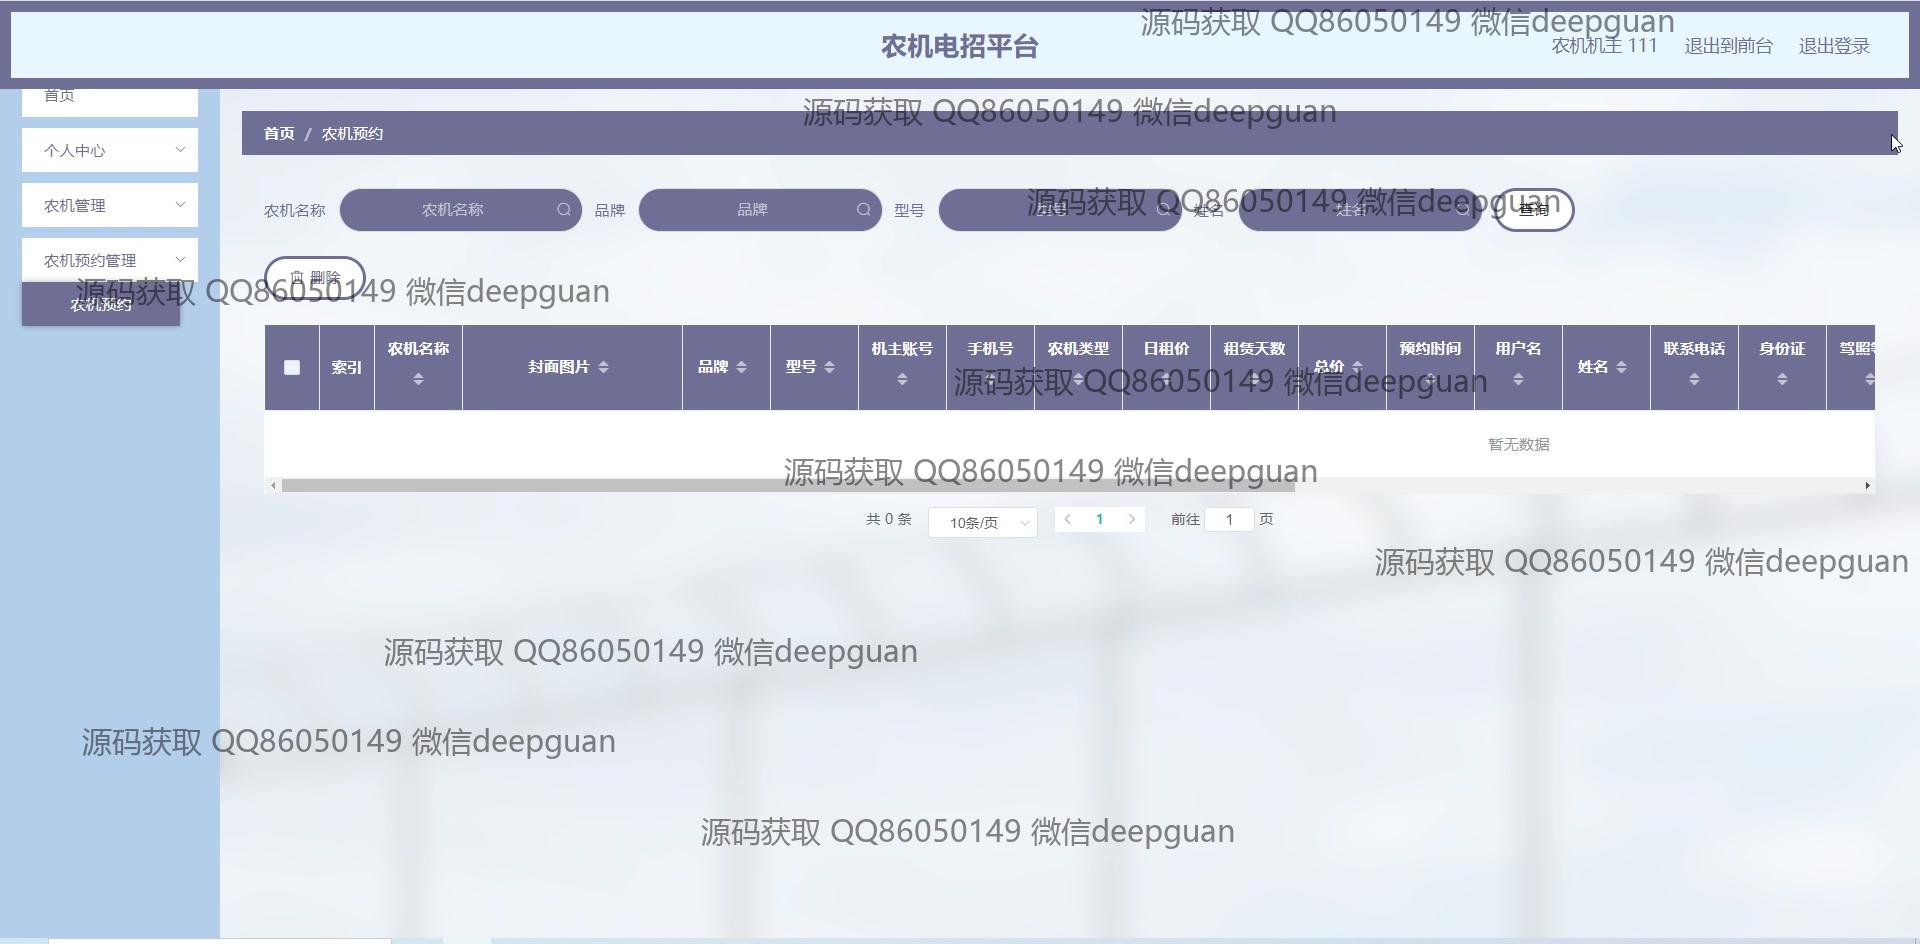 农机电招平台
农机机主 111
退出到前台
退出登录
源码获取 QQ86050149 微信deepguan
首页
个人中心
农机管理
农机预约管理
农机预约
首页 / 农机预约
源码获取 QQ86050149 微信deepguan
农机名称 农机名称 品牌 品牌 型号 型号 姓名 姓名 查询
源码获取 QQ86050149 微信deepguan
删除
源码获取 QQ86050149 微信deepguan
索引 农机名称 封面图片 品牌 型号 机主账号 手机号 农机类型 日租价 租赁天数 总价 预约时间 用户名 姓名 联系电话 身份证 驾照
源码获取 QQ86050149 微信deepguan
暂无数据
源码获取 QQ86050149 微信deepguan
共 0 条 10条/页 1 前往 1 页
源码获取 QQ86050149 微信deepguan
源码获取 QQ86050149 微信deepguan
源码获取 QQ86050149 微信deepguan
源码获取 QQ86050149 微信deepguan